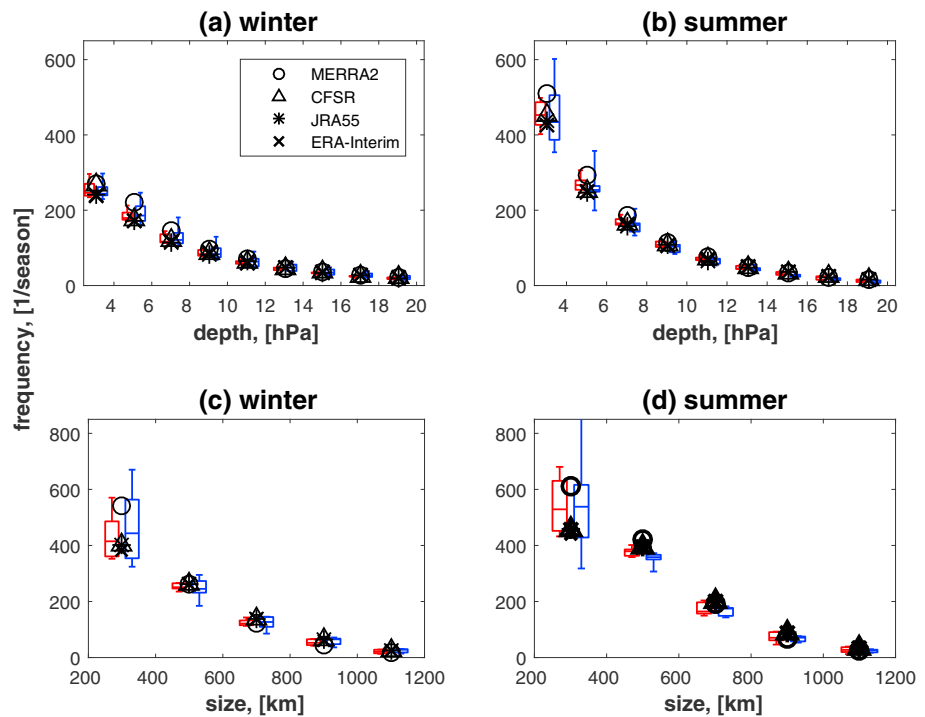 (a) winter
(b) summer
600
400
200
0
MERRA2
CFSR
JRA55
ERA-Interim
4 6 8 10 12 14 16 18 20
depth, [hPa]
600
400
200
0
4 6 8 10 12 14 16 18 20
depth, [hPa]
frequency, [1/season]
(c) winter
(d) summer
800
600
400
200
0
200 400 600 800 1000 1200
size, [km]
800
600
400
200
0
200 400 600 800 1000 1200
size, [km]